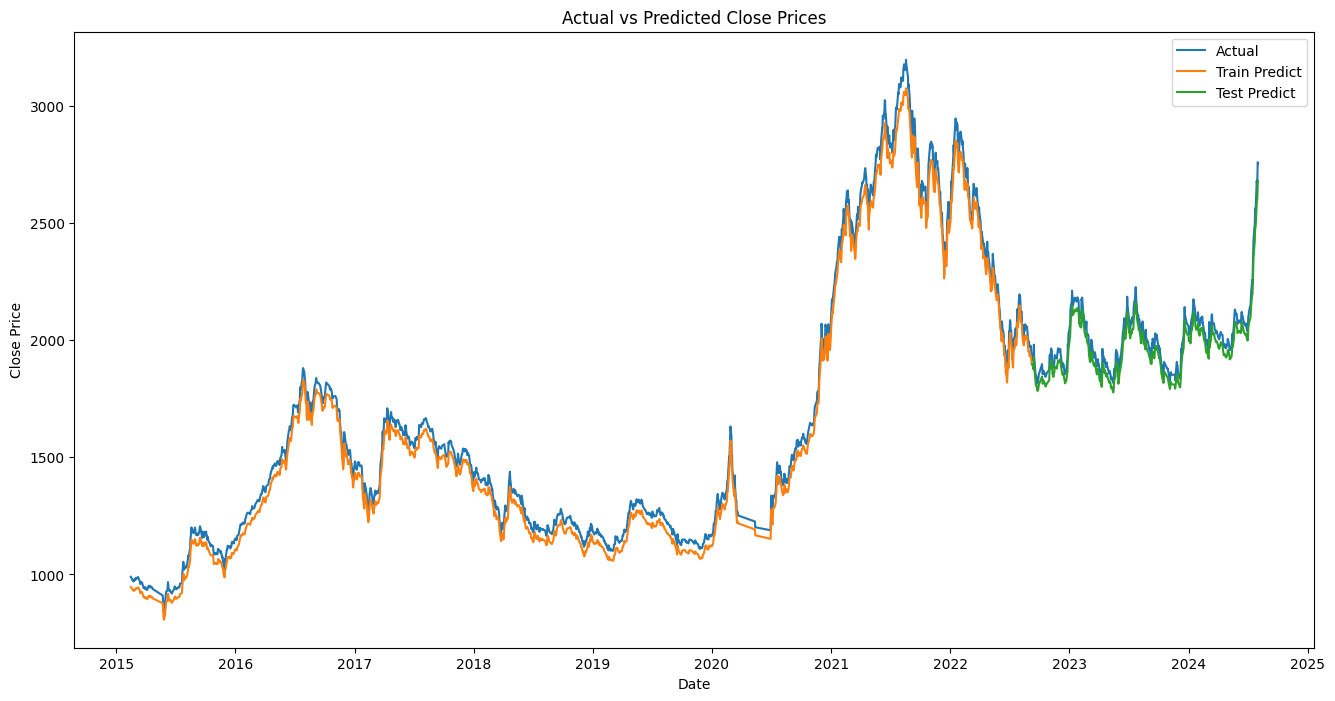 Actual vs Predicted Close Prices
Actual
Train Predict
Test Predict
Close Price
3000
2500
2000
1500
1000
2015 2016 2017 2018 2019 2020 2021 2022 2023 2024 2025
Date